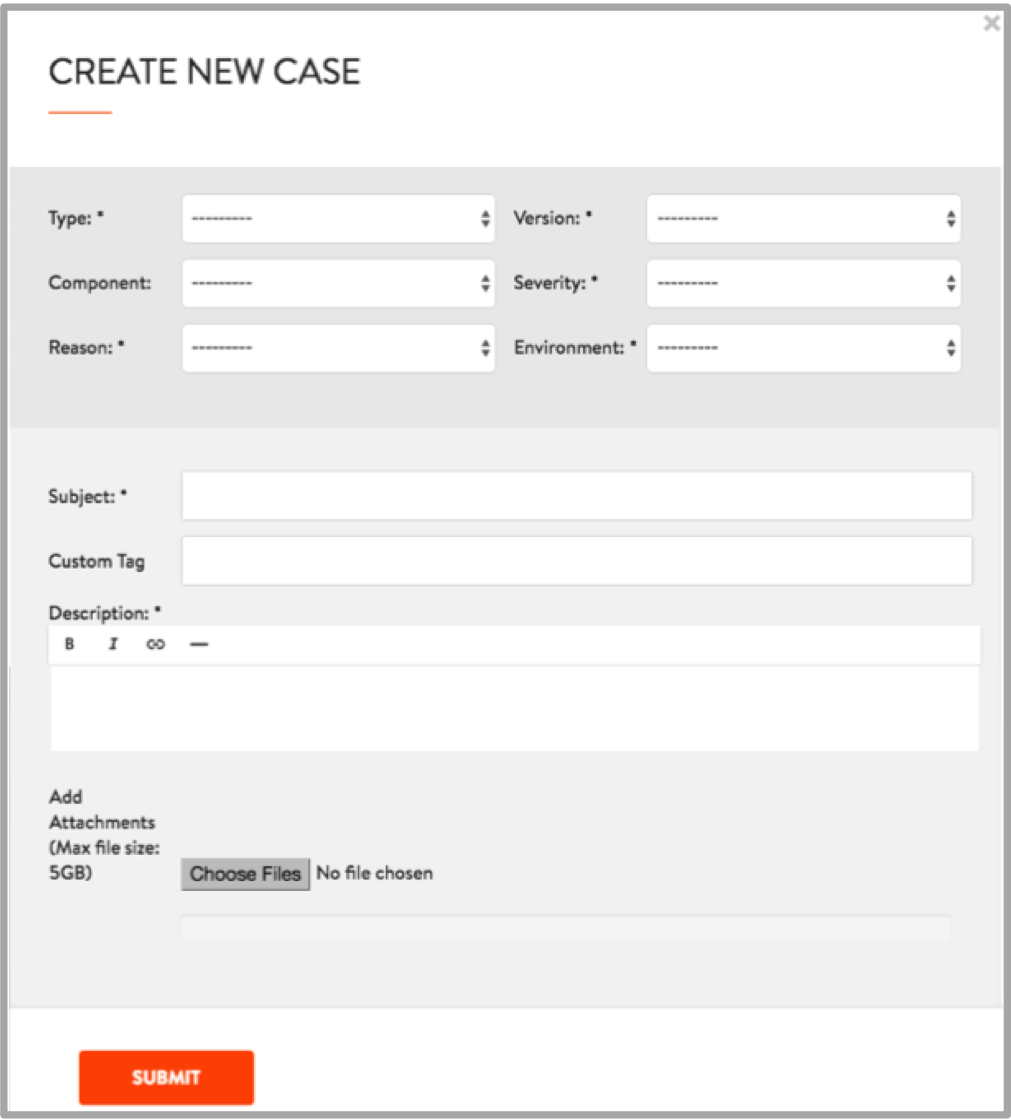 CREATE NEW CASE
Type: * --------- Version: * ---------
Component: --------- Severity: * ---------
Reason: * --------- Environment: * ---------
Subject: *
Custom Tag
Description: *
B I
Add
Attachments
(Max file size:
5GB) Choose Files No file chosen
SUBMIT